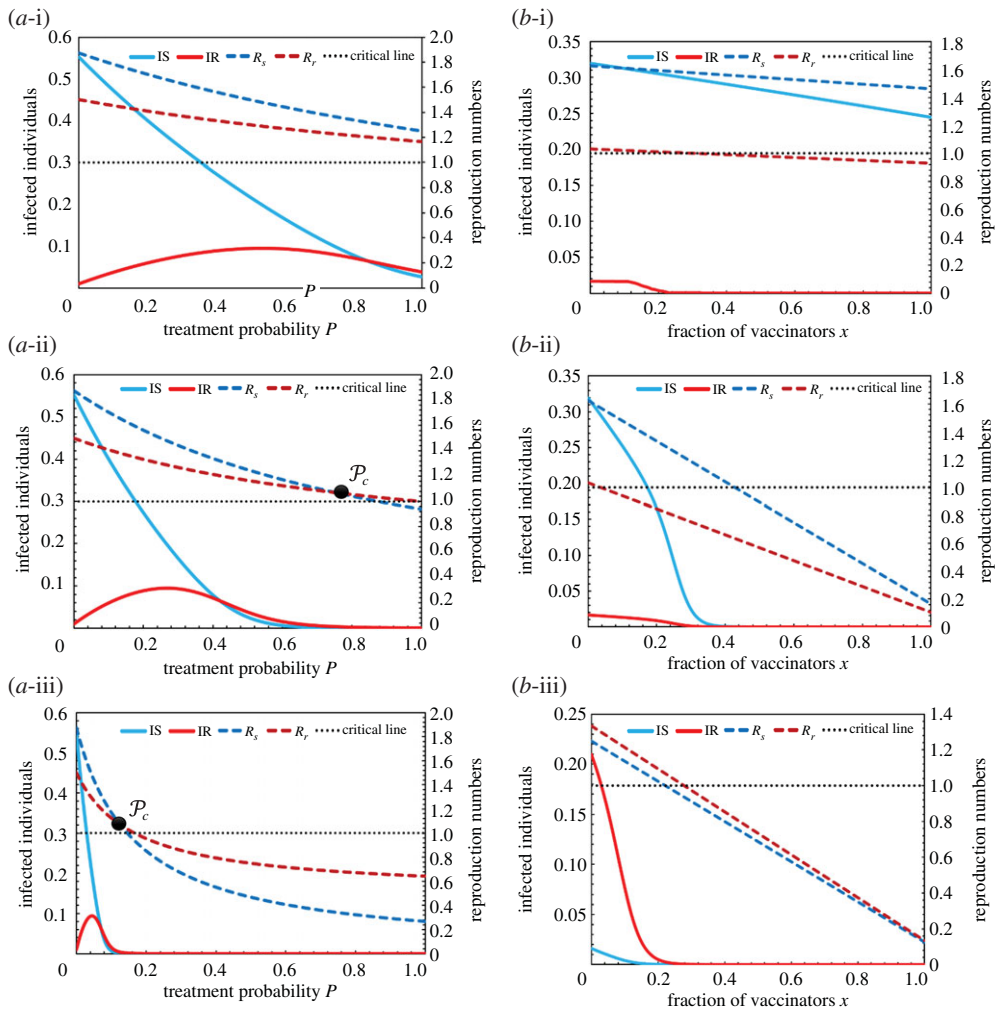 (a-i)
0.6
0.5
0.4
0.3
0.2
0.1
0
infected individuals
IS IR Rs Rr critical line
2.0
1.8
1.6
1.4
1.2
1.0
0.8
0.6
0.4
0.2
0
reproduction numbers
0.2 0.4 P 0.6 0.8 1.0
treatment probability P
(b-i)
0.35
0.30
0.25
0.20
0.15
0.10
0.05
infected individuals
IS IR Rs Rr critical line
1.8
1.6
1.4
1.2
1.0
0.8
0.6
0.4
0.2
0
reproduction numbers
0 0.2 0.4 0.6 0.8 1.0
fraction of vaccinators x
(a-ii)
0.6
0.5
0.4
0.3
0.2
0.1
infected individuals
IS IR Rs Rr critical line
𝒫c
2.0
1.8
1.6
1.4
1.2
1.0
0.8
0.6
0.4
0.2
0
reproduction numbers
0 0.2 0.4 0.6 0.8 1.0
treatment probability P
(b-ii)
0.35
0.30
0.25
0.20
0.15
0.10
0.05
infected individuals
IS IR Rs Rr critical line
1.8
1.6
1.4
1.2
1.0
0.8
0.6
0.4
0.2
0
reproduction numbers
0 0.2 0.4 0.6 0.8 1.0
fraction of vaccinators x
(a-iii)
0.6
0.5
0.4
0.3
0.2
0.1
infected individuals
IS IR Rs Rr critical line
𝒫c
2.0
1.8
1.6
1.4
1.2
1.0
0.8
0.6
0.4
0.2
0
reproduction numbers
0 0.2 0.4 0.6 0.8 1.0
treatment probability P
(b-iii)
0.25
0.20
0.15
0.10
0.05
infected individuals
IS IR Rs Rr critical line
1.4
1.2
1.0
0.8
0.6
0.4
0.2
0
reproduction numbers
0 0.2 0.4 0.6 0.8 1.0
fraction of vaccinators x